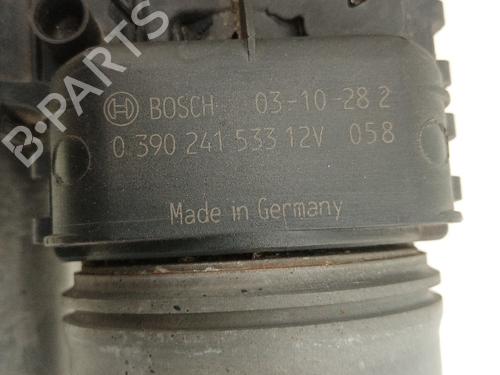 BOSCH 03-10-28 2
0 390 241 533 12V 058
Made in Germany
B-PARTS